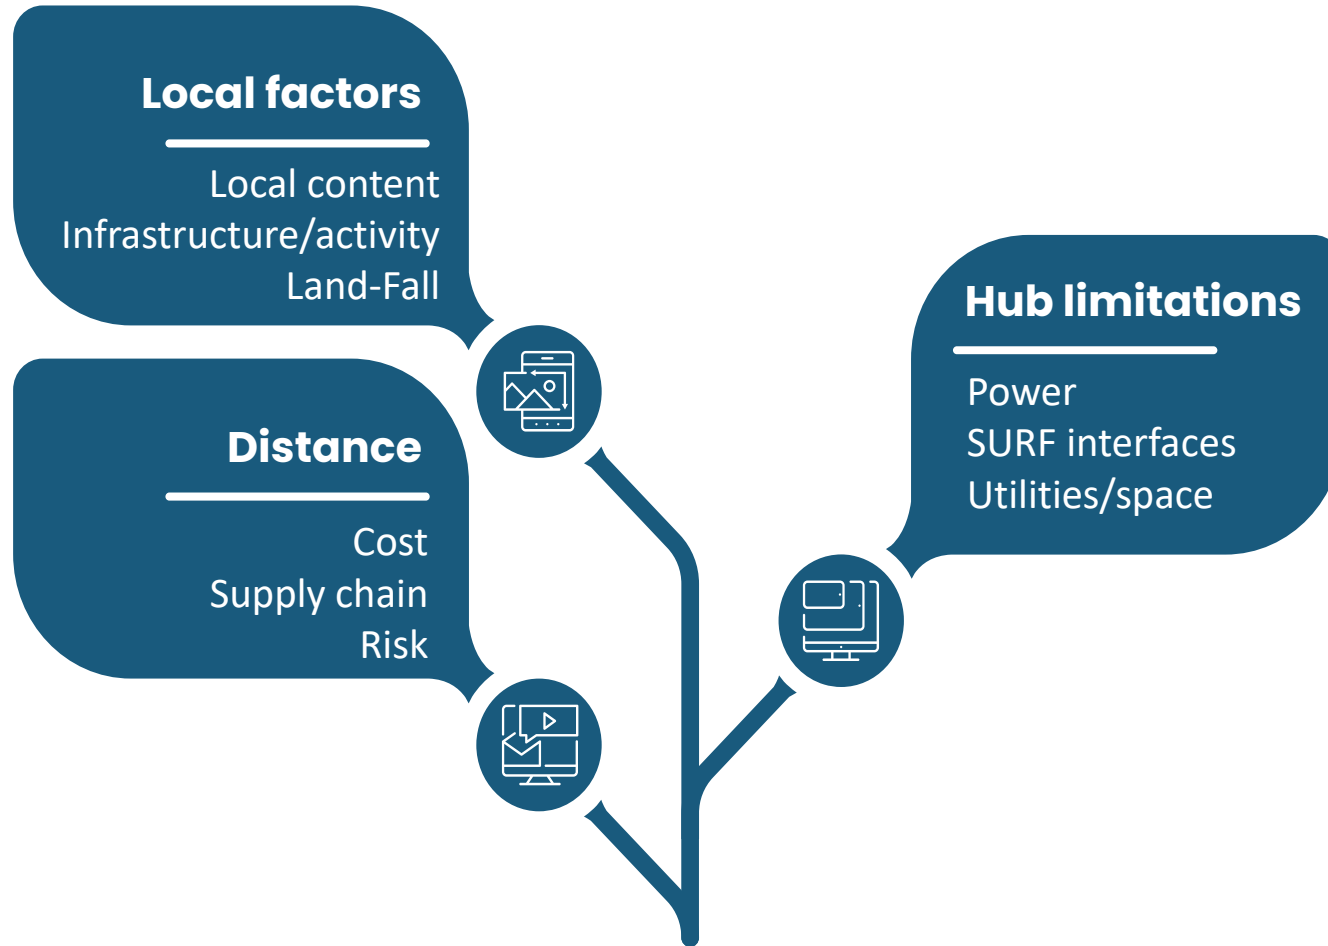 Local factors
Local content
Infrastructure/activity
Land-Fall
Distance
Cost
Supply chain
Risk
Hub limitations
Power
SURF interfaces
Utilities/space